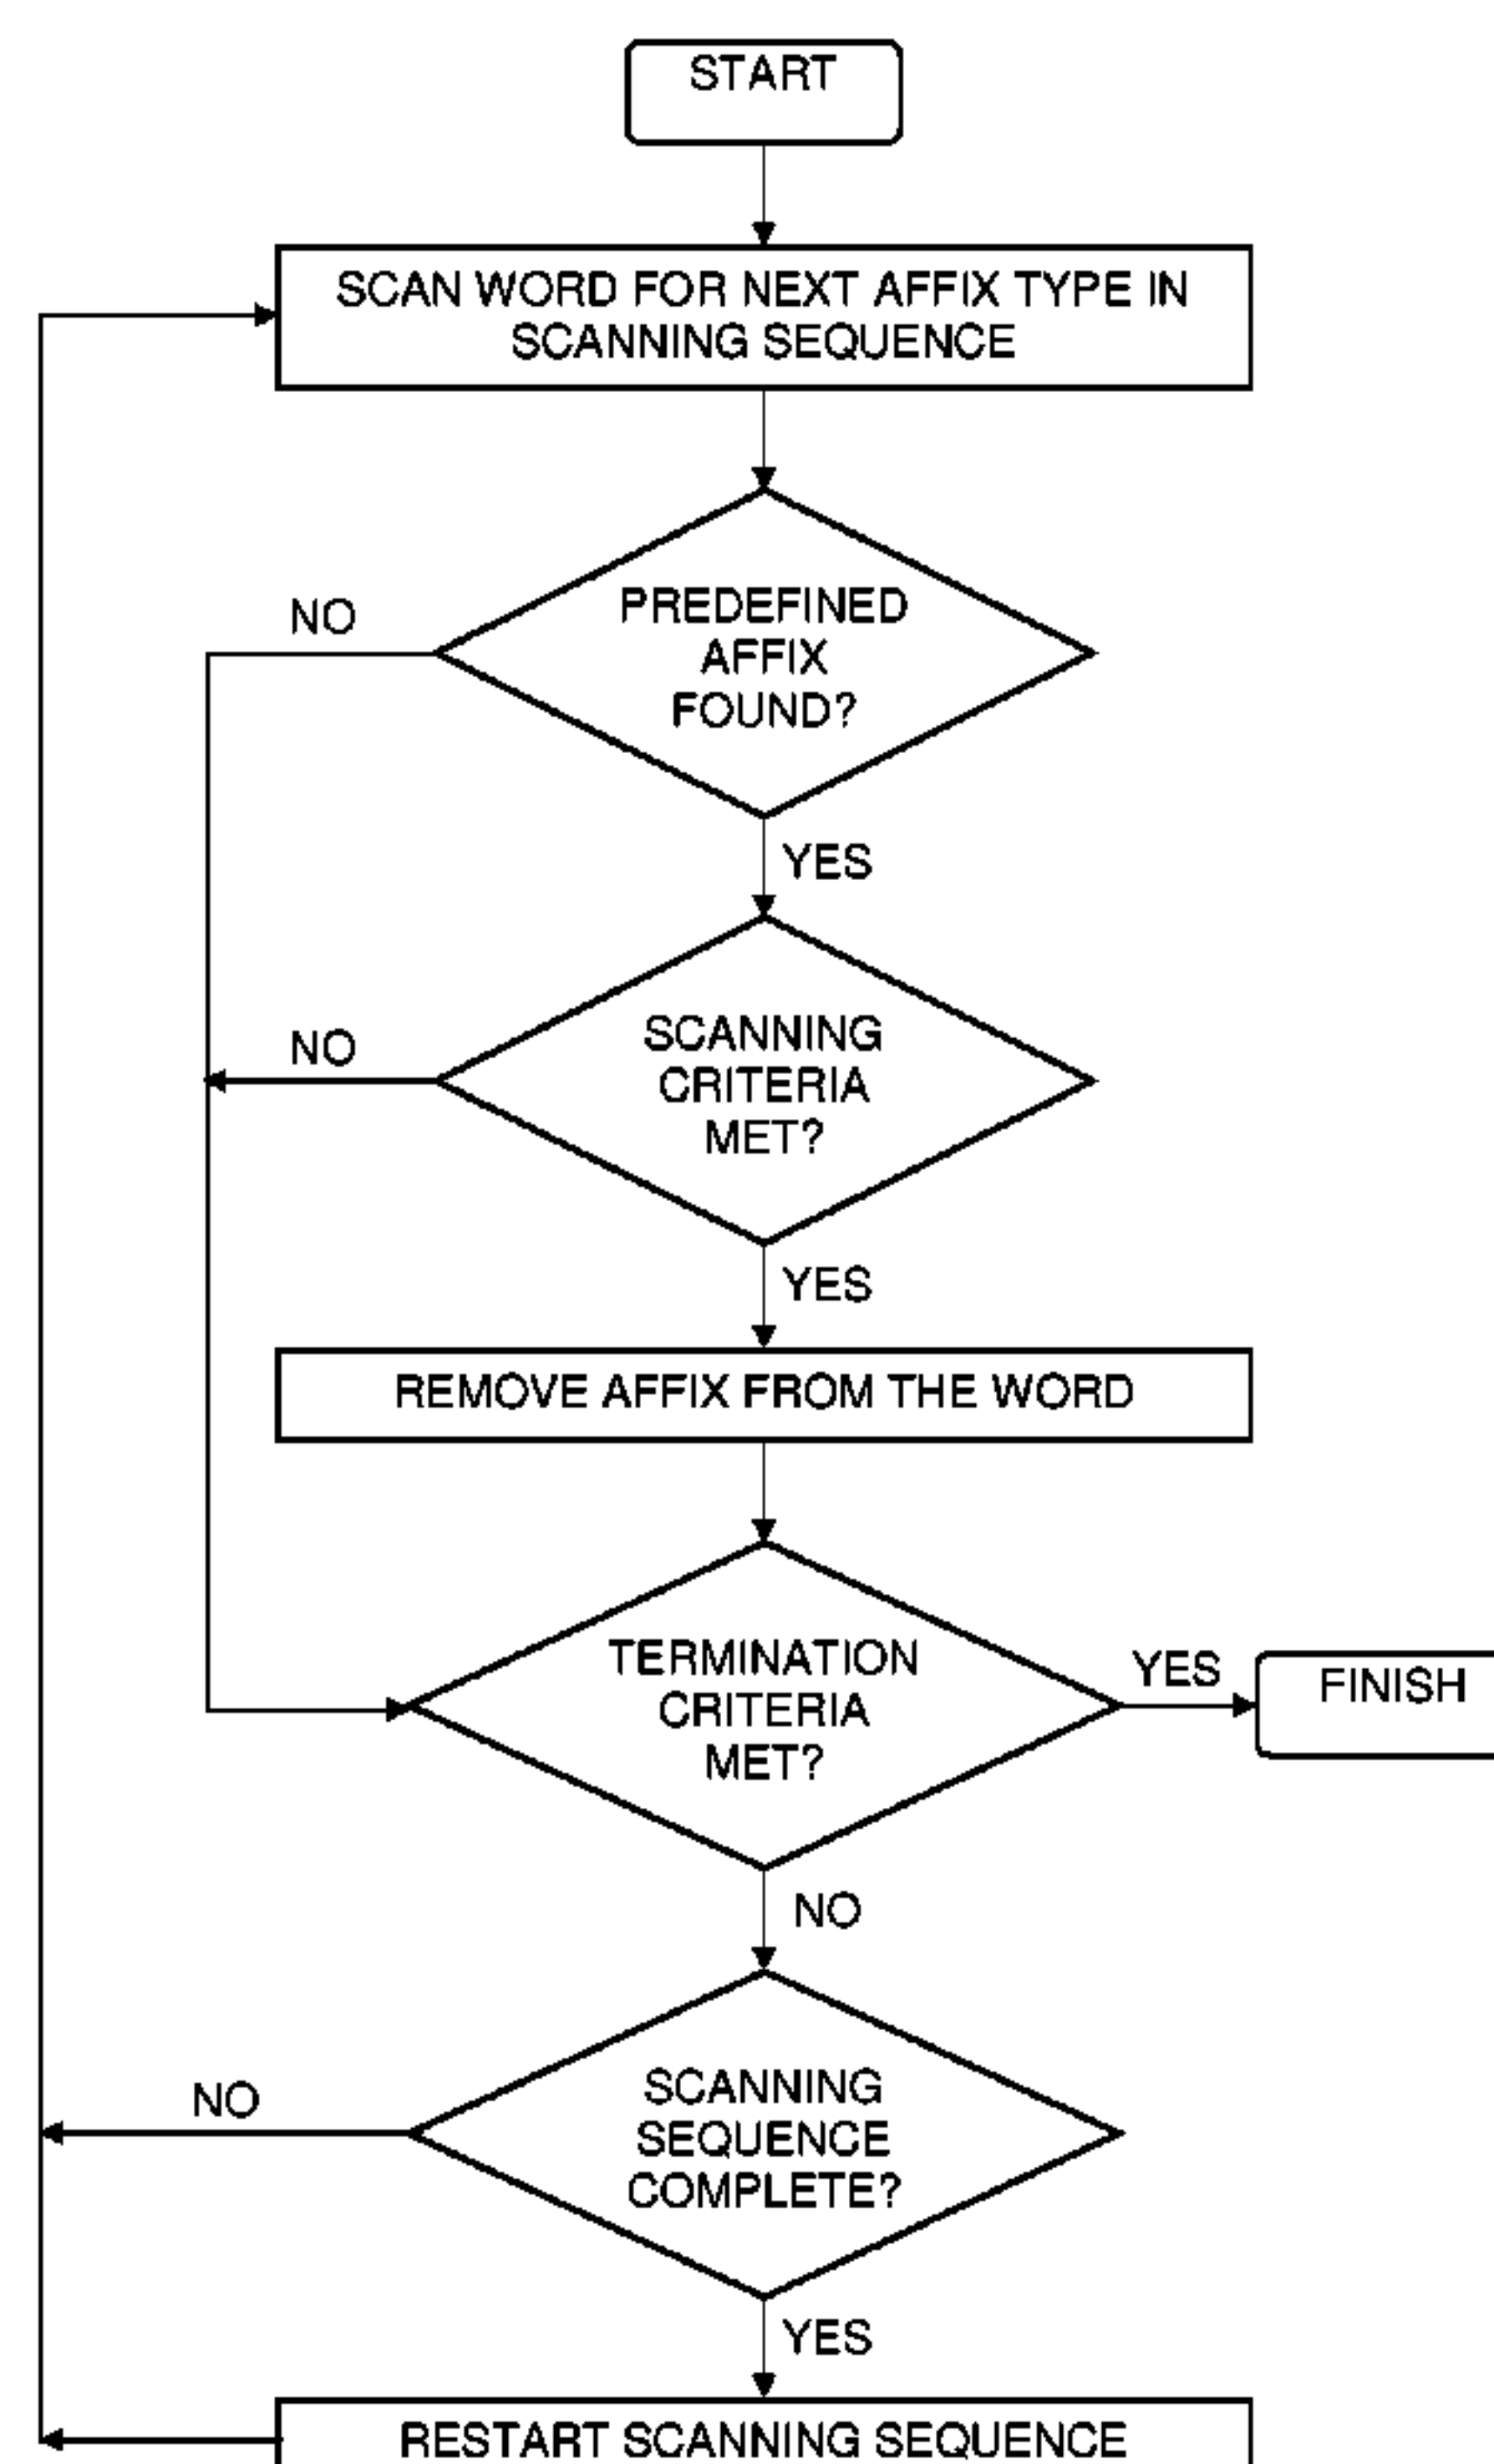 START
SCAN WORD FOR NEXT AFFIX TYPE IN
SCANNING SEQUENCE
NO
PREDEFINED
AFFIX
FOUND?
YES
NO
SCANNING
CRITERIA
MET?
YES
REMOVE AFFIX FROM THE WORD
TERMINATION
CRITERIA
MET?
YES
FINISH
NO
NO
SCANNING
SEQUENCE
COMPLETE?
YES
RESTART SCANNING SEQUENCE